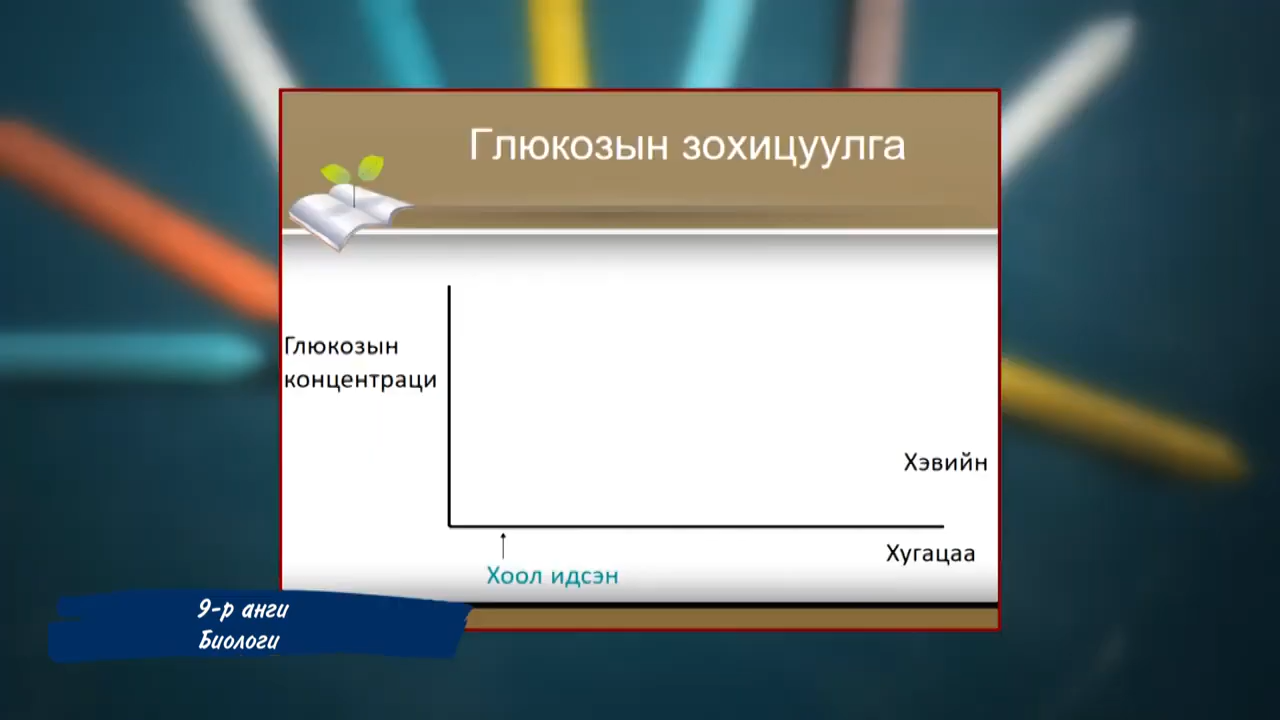 Глюкозын зохицуулга
Глюкозын
концентраци
Хэвийн
Хугацаа
Хоол идсэн
9-р анги
Биологи